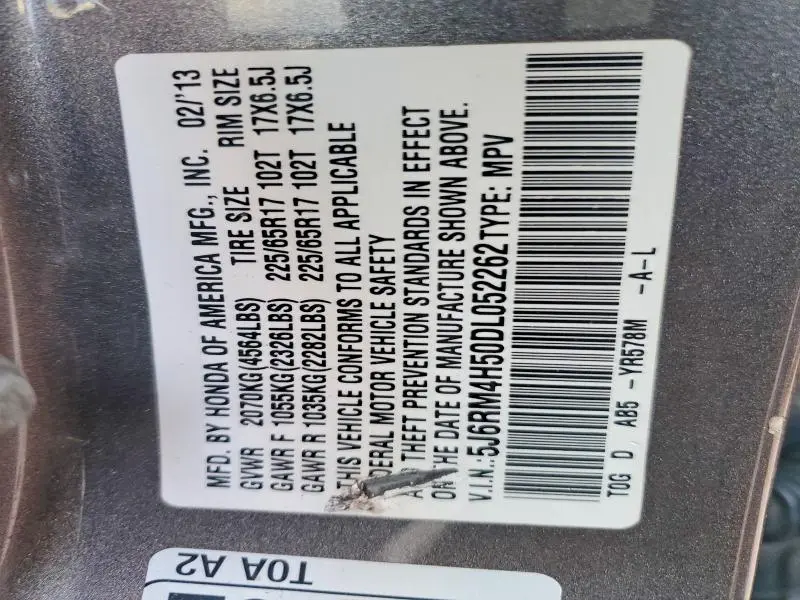 MFD. BY HONDA OF AMERICA MFG., INC. 02/'13
GVWR 2070KG(4564LBS) TIRE SIZE RIM SIZE
GAWR F 1055KG(2326LBS) 225/65R17 102T 17X6.5J
GAWR R 1035KG(2282LBS) 225/65R17 102T 17X6.5J
THIS VEHICLE CONFORMS TO ALL APPLICABLE
DERAL MOTOR VEHICLE SAFETY
A THEFT PREVENTION STANDARDS IN EFFECT
ON THE DATE OF MANUFACTURE SHOWN ABOVE.
V.I.N.:5J6RM4H50DL052262 TYPE: MPV
TOG D AB5 -YR578M -A-L
TOA A2